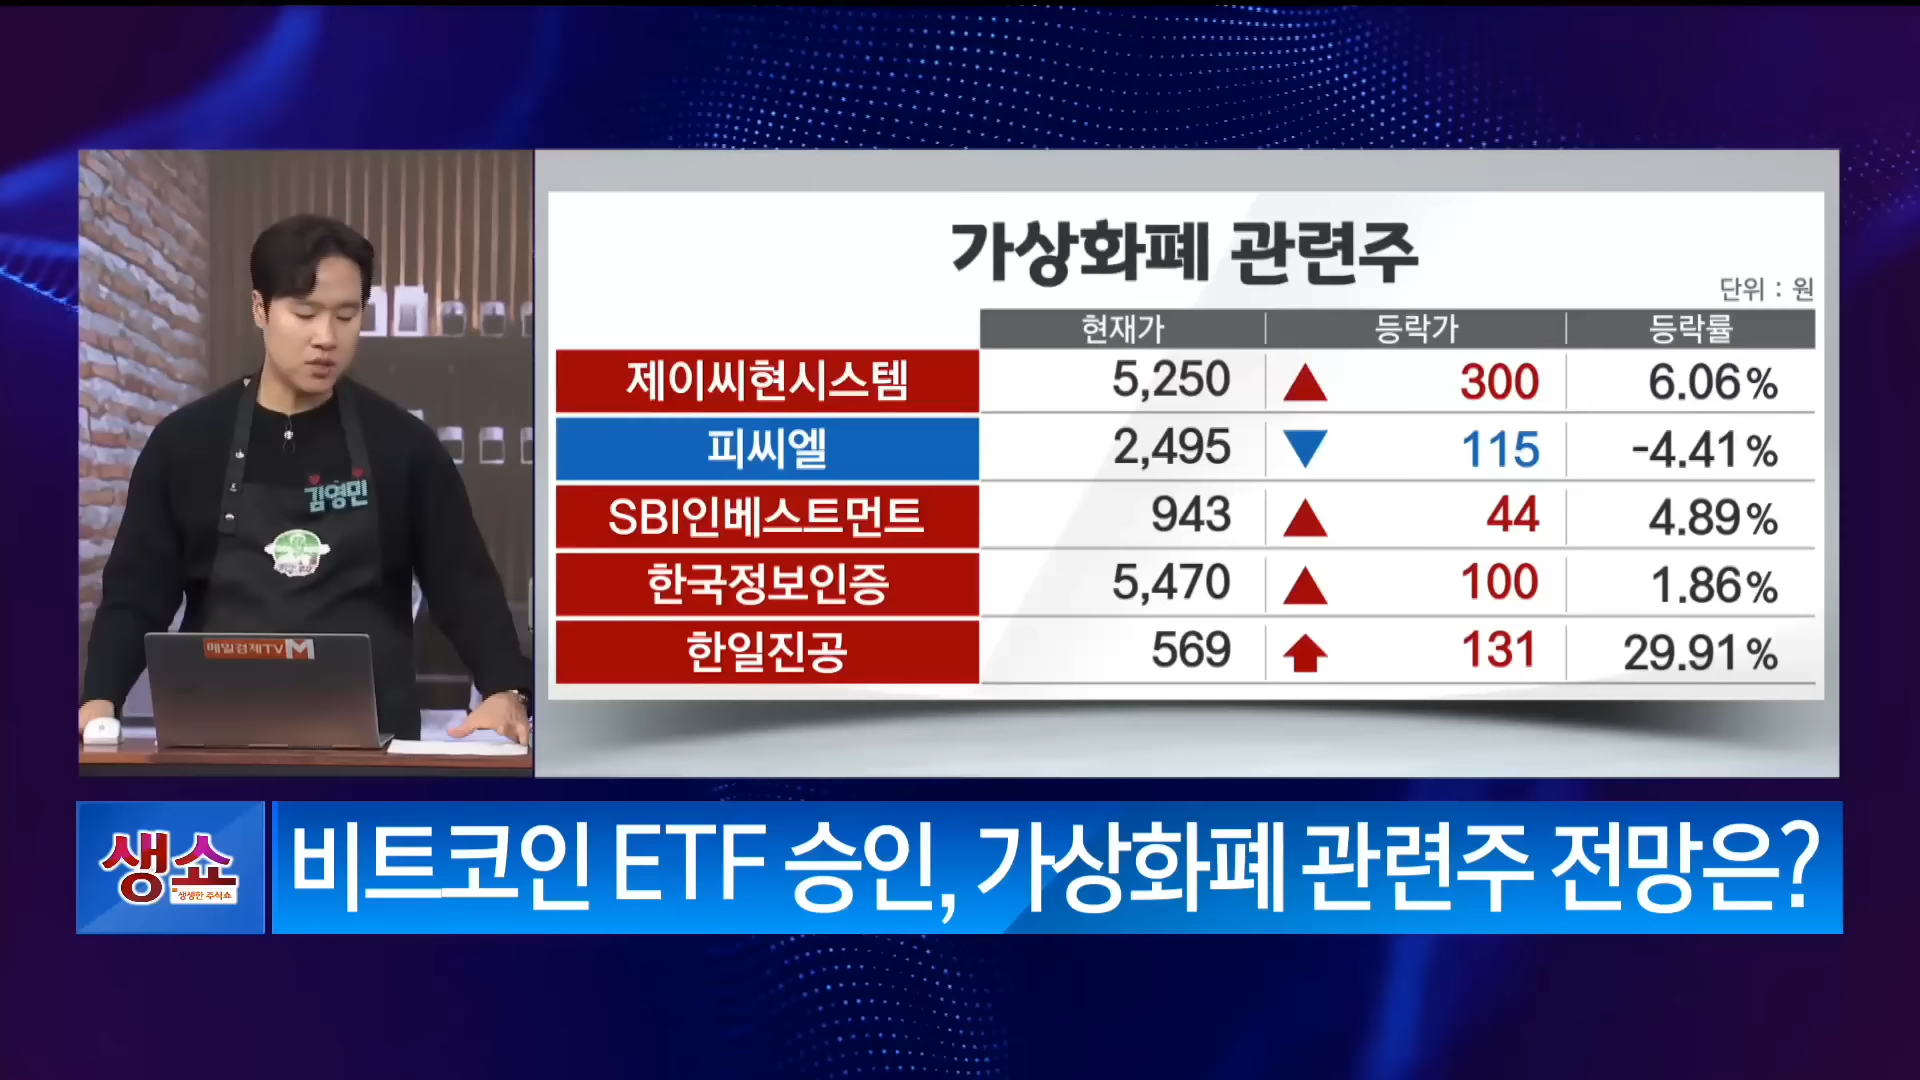 가상화폐 관련주
단위 : 원
현재가 등락가 등락률
제이씨현시스템 5,250 ▲ 300 6.06%
피씨엘 2,495 ▼ 115 -4.41%
SBI인베스트먼트 943 ▲ 44 4.89%
한국정보인증 5,470 ▲ 100 1.86%
한일진공 569 131 29.91%
김영민
매일경제TV M
생쇼
생생한 주식쇼
비트코인 ETF 승인, 가상화폐 관련주 전망은?